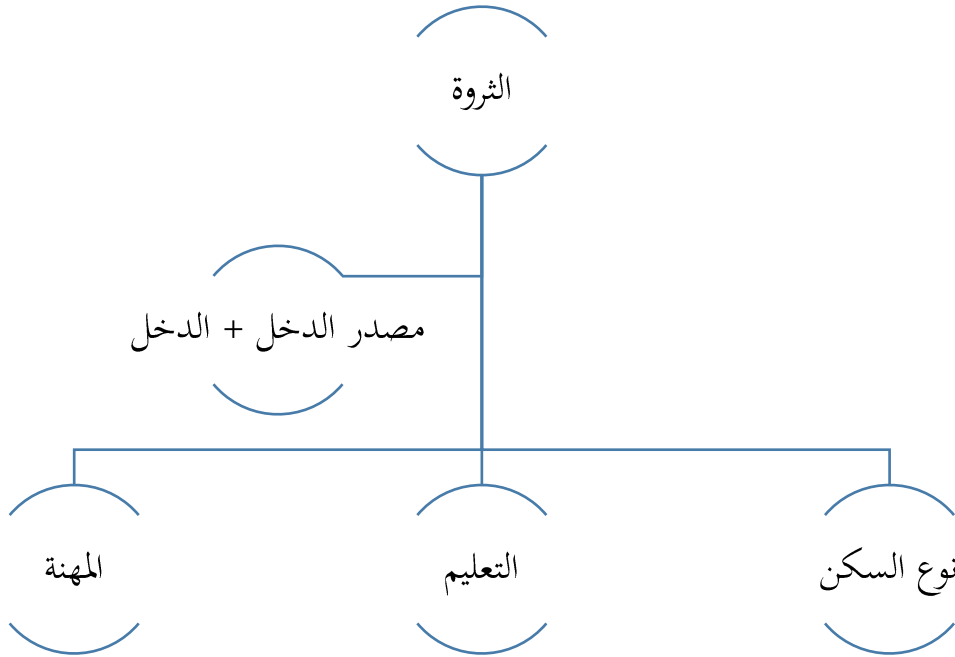 الثروة
مصدر الدخل + الدخل
نوع السكن
التعليم
المهنة